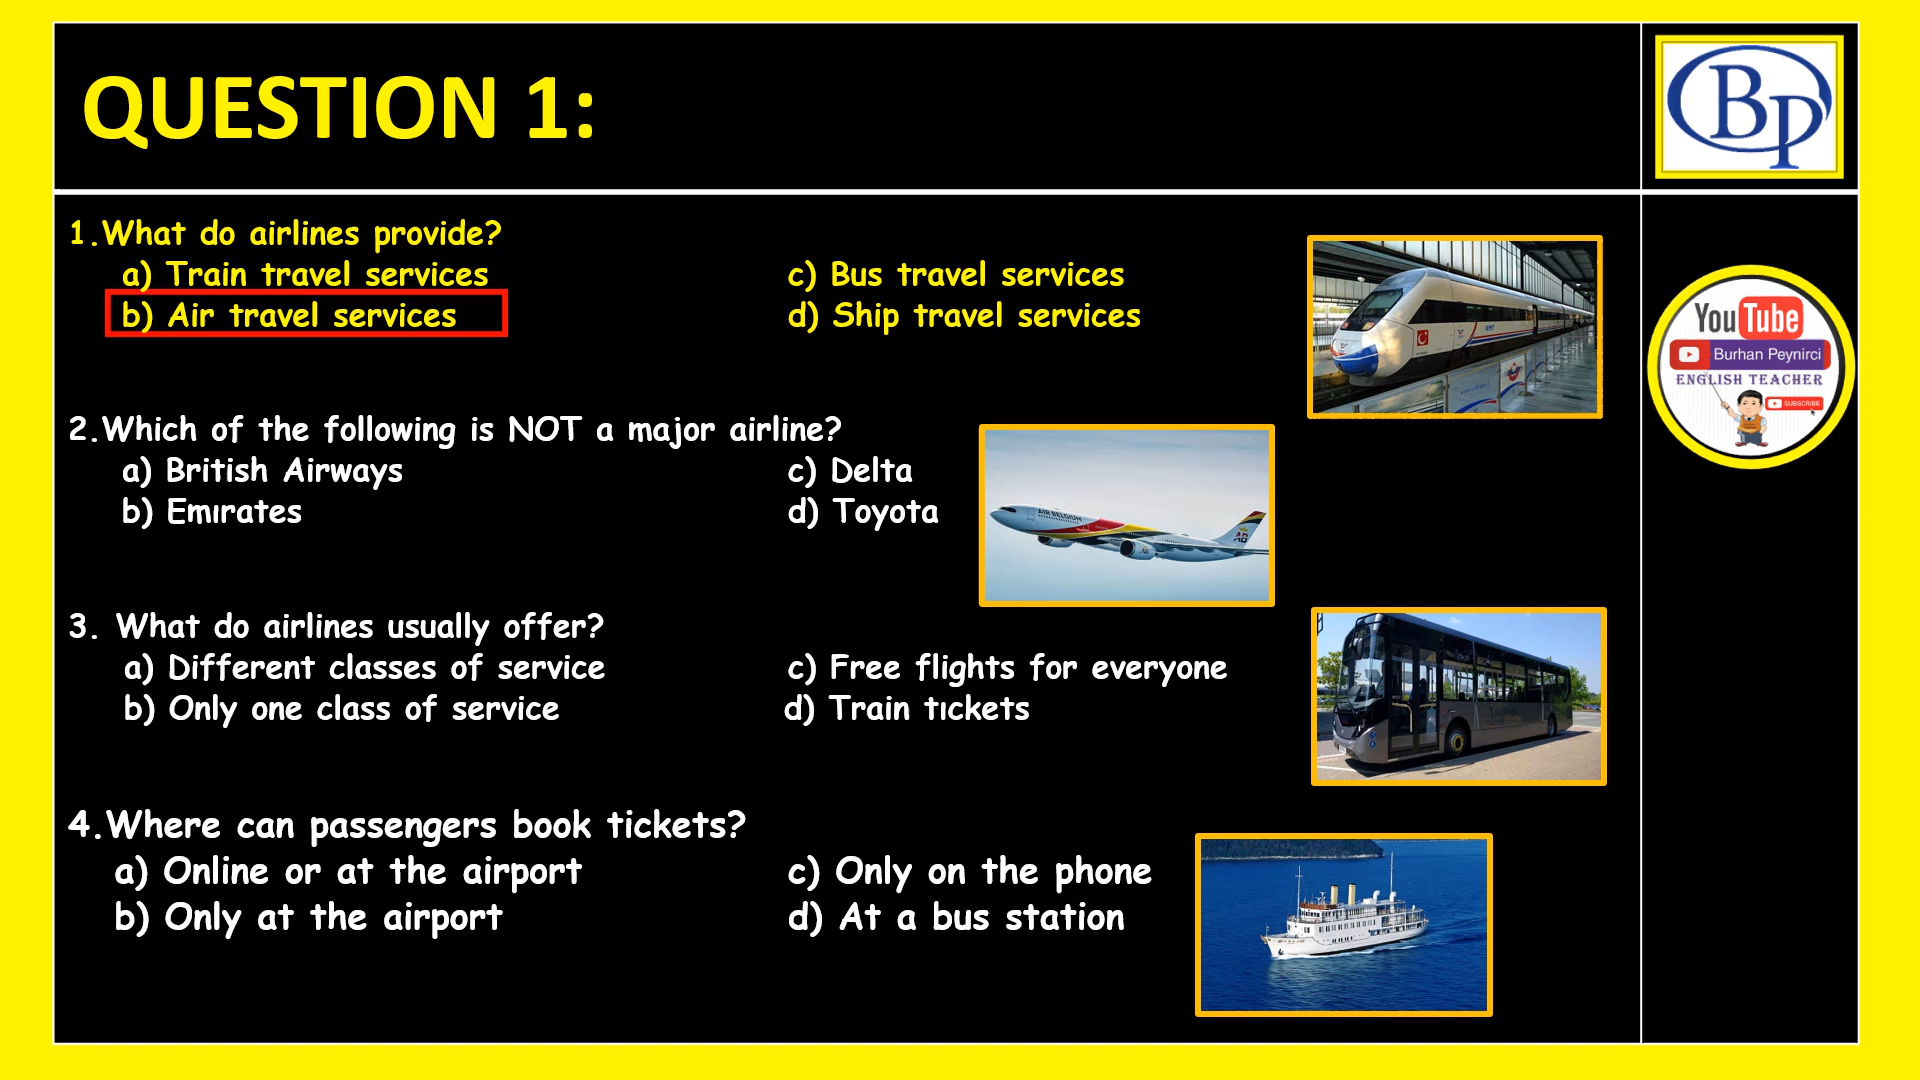 QUESTION 1:
BP
1.What do airlines provide?
a) Train travel services
b) Air travel services
c) Bus travel services
d) Ship travel services
2.Which of the following is NOT a major airline?
a) British Airways
b) Emırates
c) Delta
d) Toyota
AIR BELGIUM
AB
3. What do airlines usually offer?
a) Different classes of service
b) Only one class of service
c) Free flights for everyone
d) Train tıckets
4.Where can passengers book tickets?
a) Online or at the airport
b) Only at the airport
c) Only on the phone
d) At a bus station
YouTube
Burhan Peynirci
ENGLISH TEACHER
SUBSCRIBE